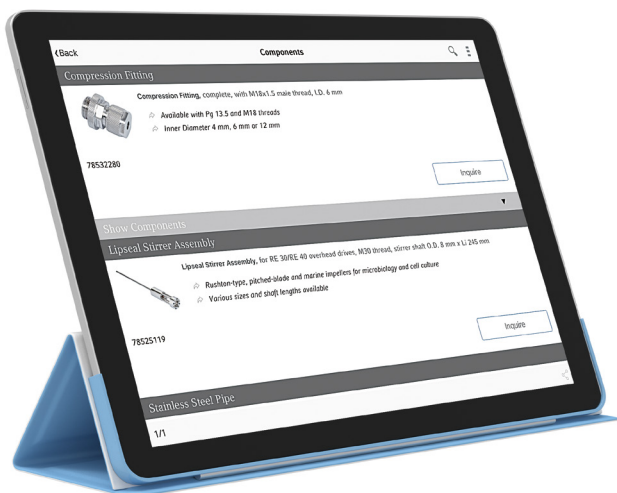 Back
Components
Compression Fitting
Compression Fitting, complete, with M18x1.5 male thread, I.D. 6 mm
Available with Pg 13.5 and M18 threads
Inner Diameter 4 mm, 6 mm or 12 mm
78532280
Inquire
Show Components
Lipseal Stirrer Assembly
Lipseal Stirrer Assembly, for RE 30/RE 40 overhead drives, M30 thread, stirrer shaft O.D. 8 mm x Li 245 mm
Rushton-type, pitched-blade and marine impellers for microbiology and cell culture
Various sizes and shaft lengths available
78525119
Inquire
Stainless Steel Pipe
1/1